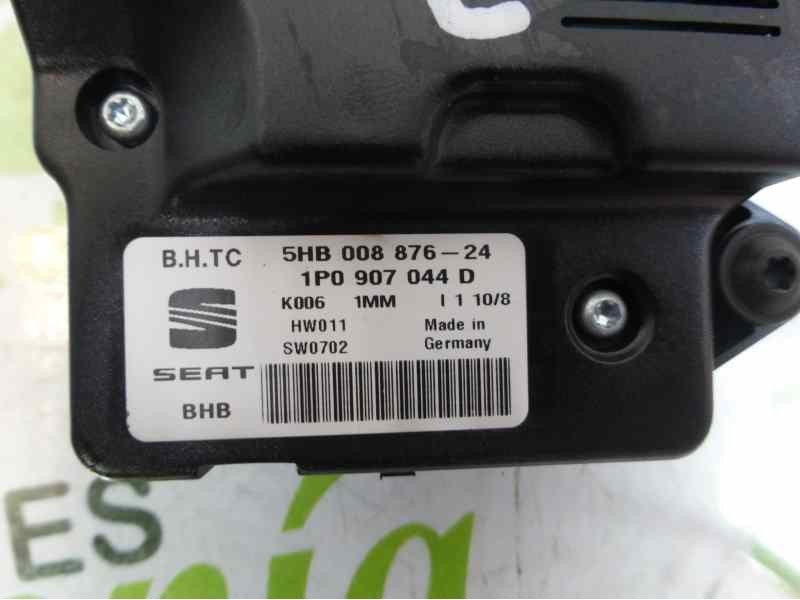 B.H.TC
5HB 008 876-24
1P0 907 044 D
K006 1MM I 1 10/8
HW011 Made in
SW0702 Germany
SEAT
BHB
ES